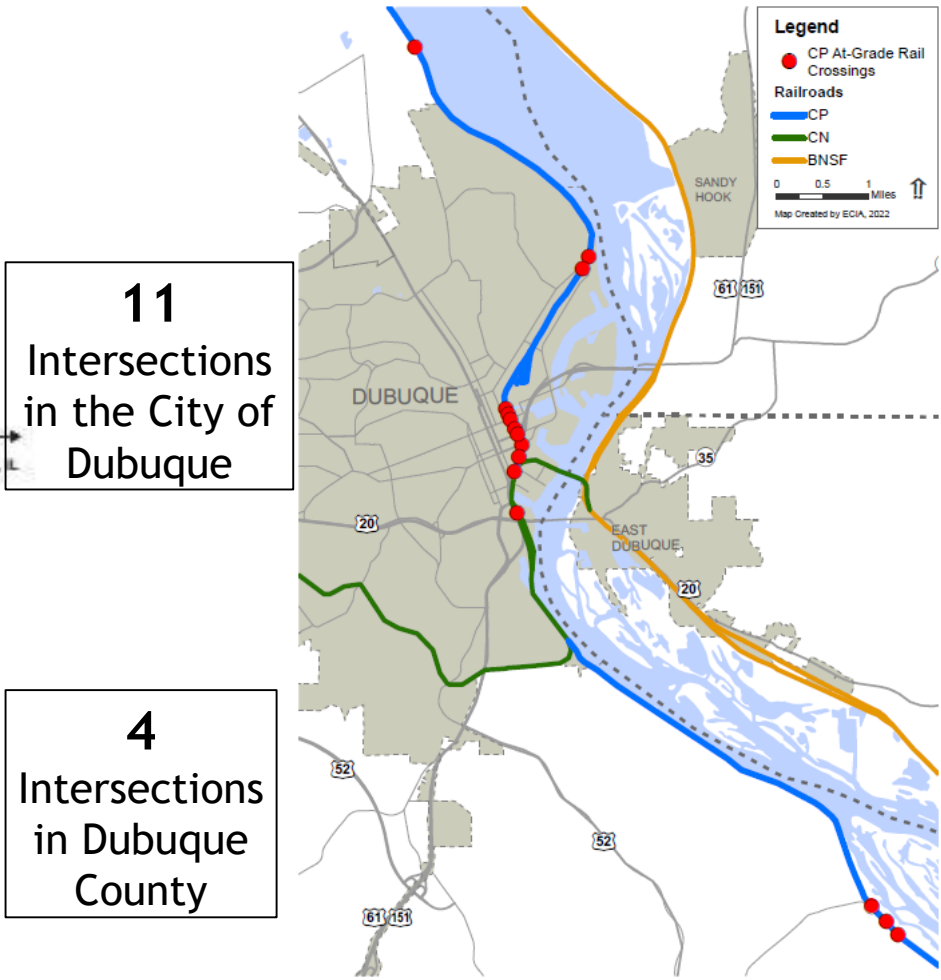 Legend
CP At-Grade Rail
Crossings
Railroads
CP
CN
BNSF
0 0.5 1
Miles
Map Created by ECIA, 2022
SANDY
HOOK
61 151
11
Intersections
in the City of
Dubuque
DUBUQUE
35
20
EAST
DUBUQUE
20
4
Intersections
in Dubuque
County
52
52
61 151